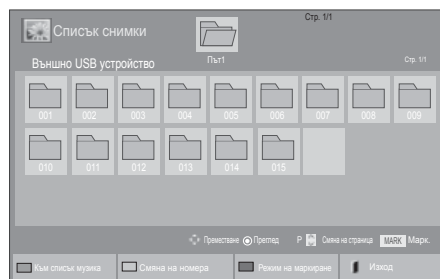 Стр. 1/1
Списък снимки
Път1
Външно USB устройство
Стр. 1/1
001 002 003 004 005 006 007 008 009
010 011 012 013 014 015
Преместване Преглед P Смяна на страница MARK Марк.
Към списък музика Смяна на номера Режим на маркиране Изход